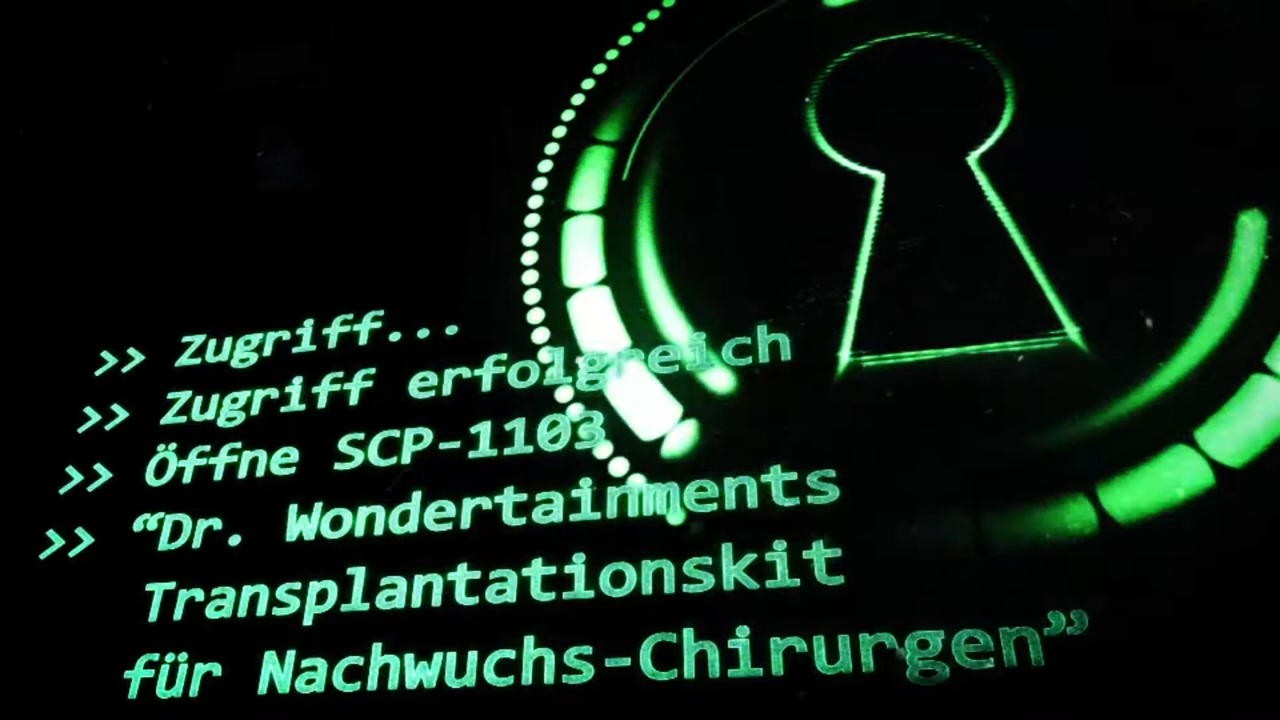 >> Zugriff...
>> Zugriff erfolgreich
>> Öffne SCP-1103
>> “Dr. Wondertainments
Transplantationskit
für Nachwuchs-Chirurgen”